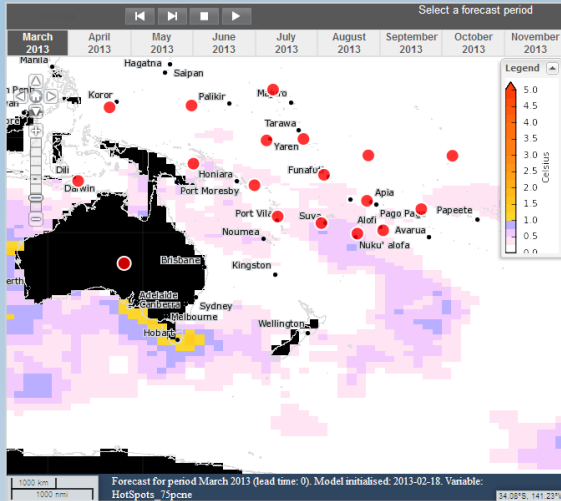 Select a forecast period
March April May June July August September October November
2013 2013 2013 2013 2013 2013 2013 2013 2013
Manila Hagatna
Saipan
Legend
Koror Palikir
5.0
4.5
4.0
3.5
3.0
2.5
2.0
1.5
1.0
0.5
0.0
Celsius
Tarawa
Yaren
Dili Honiara Funafuti
Darwin Port Moresby Apia
Port Vila Suva Alofi Pago Papeete
Noumea Avarua
Nuku' alofa
Brisbane Kingston
Perth
Adelaide
Canberra Sydney
Melbourne
Hobart Wellington
1000 km
1000 nmi
Forecast for period March 2013 (lead time: 0). Model initialised: 2013-02-18. Variable:
HotSpots_75pcne
34.08°S, 141.23°